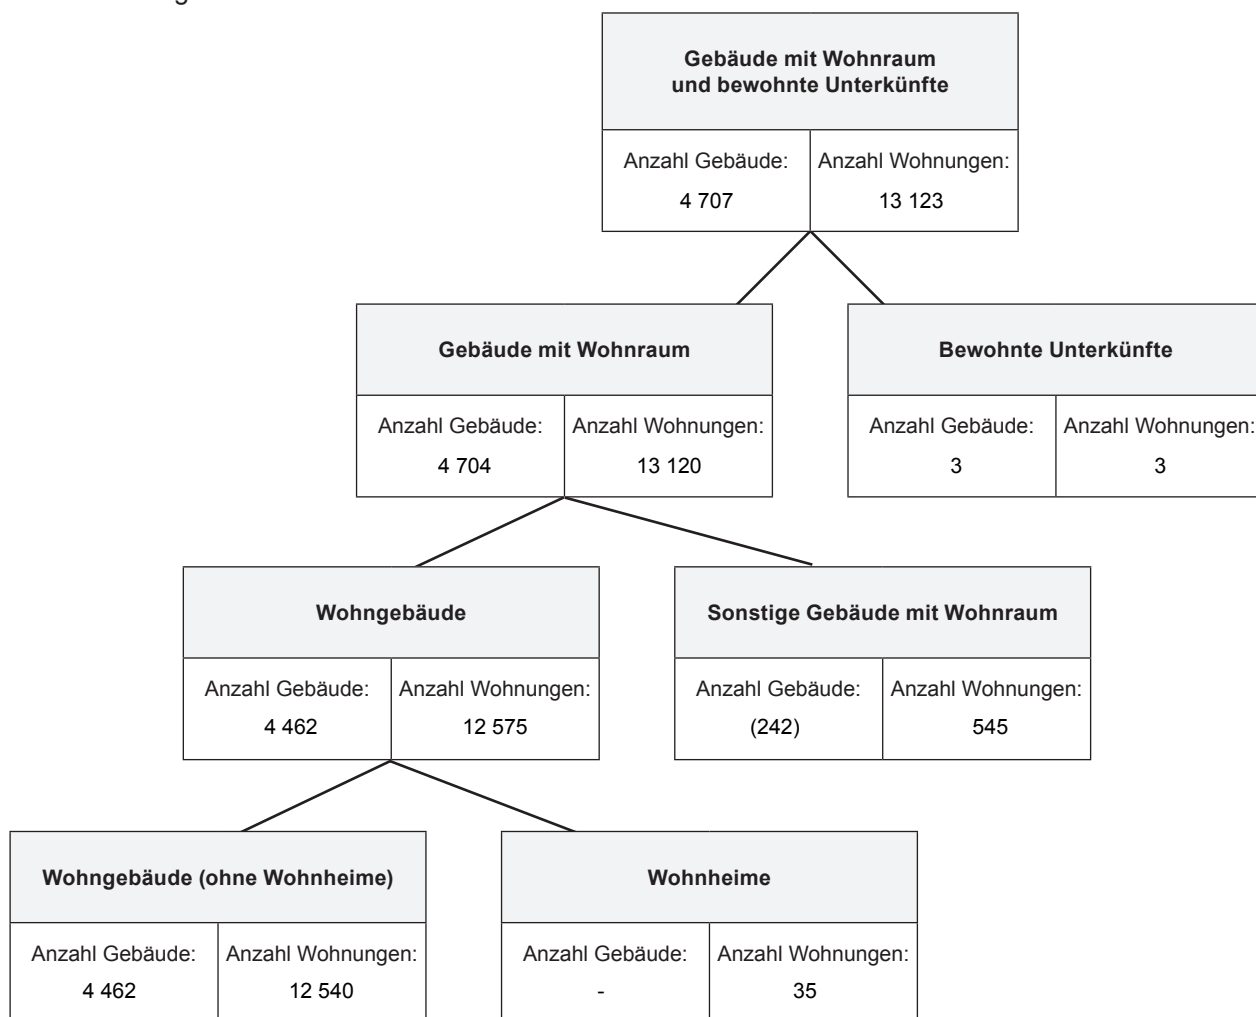 Gebäude mit Wohnraum
und bewohnte Unterkünfte
Anzahl Gebäude: Anzahl Wohnungen:
4 707 13 123
Gebäude mit Wohnraum
Anzahl Gebäude: Anzahl Wohnungen:
4 704 13 120
Bewohnte Unterkünfte
Anzahl Gebäude: Anzahl Wohnungen:
3 3
Wohngebäude
Anzahl Gebäude: Anzahl Wohnungen:
4 462 12 575
Sonstige Gebäude mit Wohnraum
Anzahl Gebäude: Anzahl Wohnungen:
(242) 545
Wohngebäude (ohne Wohnheime)
Anzahl Gebäude: Anzahl Wohnungen:
4 462 12 540
Wohnheime
Anzahl Gebäude: Anzahl Wohnungen:
- 35